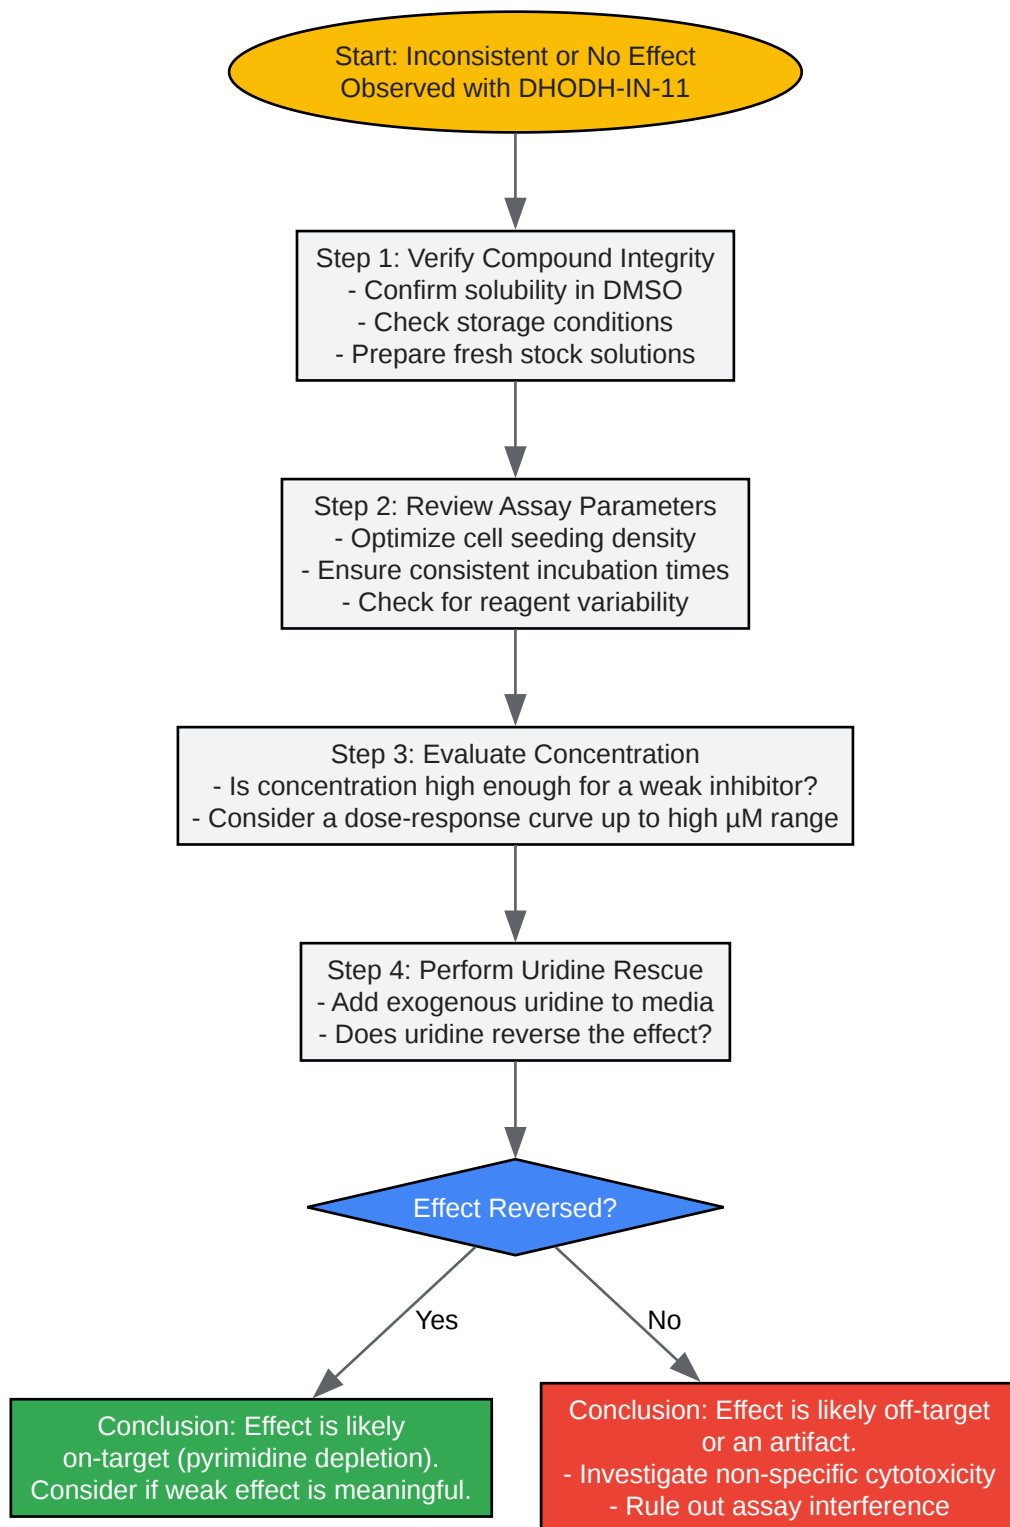 Start: Inconsistent or No Effect
Observed with DHODH-IN-11
Step 1: Verify Compound Integrity
- Confirm solubility in DMSO
- Check storage conditions
- Prepare fresh stock solutions
Step 2: Review Assay Parameters
- Optimize cell seeding density
- Ensure consistent incubation times
- Check for reagent variability
Step 3: Evaluate Concentration
- Is concentration high enough for a weak inhibitor?
- Consider a dose-response curve up to high µM range
Step 4: Perform Uridine Rescue
- Add exogenous uridine to media
- Does uridine reverse the effect?
Effect Reversed?
Yes
No
Conclusion: Effect is likely
on-target (pyrimidine depletion).
Consider if weak effect is meaningful.
Conclusion: Effect is likely off-target
or an artifact.
- Investigate non-specific cytotoxicity
- Rule out assay interference